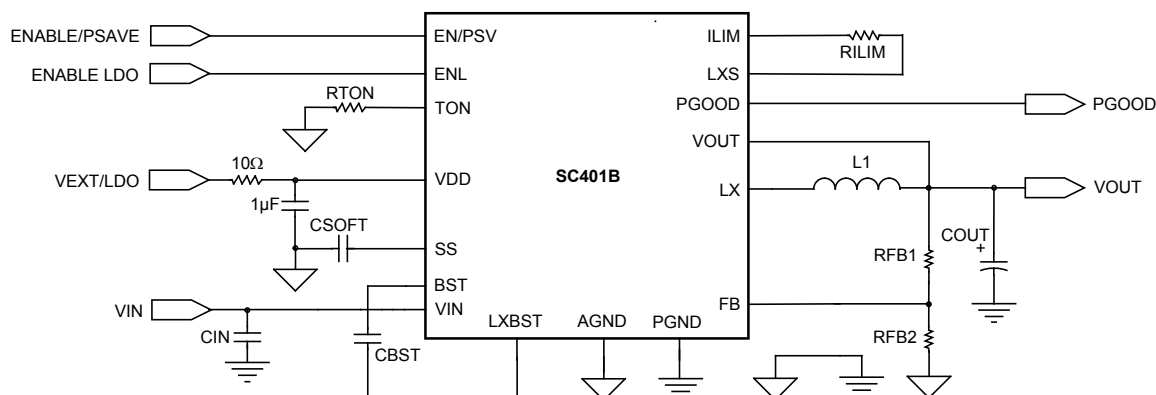 ENABLE/PSAVE
EN/PSV
ILIM
RILIM
ENABLE LDO
ENL
LXS
RTON
TON
PGOOD
PGOOD
VOUT
10Ω
L1
VEXT/LDO
VDD
SC401B
LX
VOUT
1µF
CSOFT
COUT
+
SS
RFB1
BST
VIN
VIN
FB
LXBST
AGND
PGND
CIN
CBST
RFB2